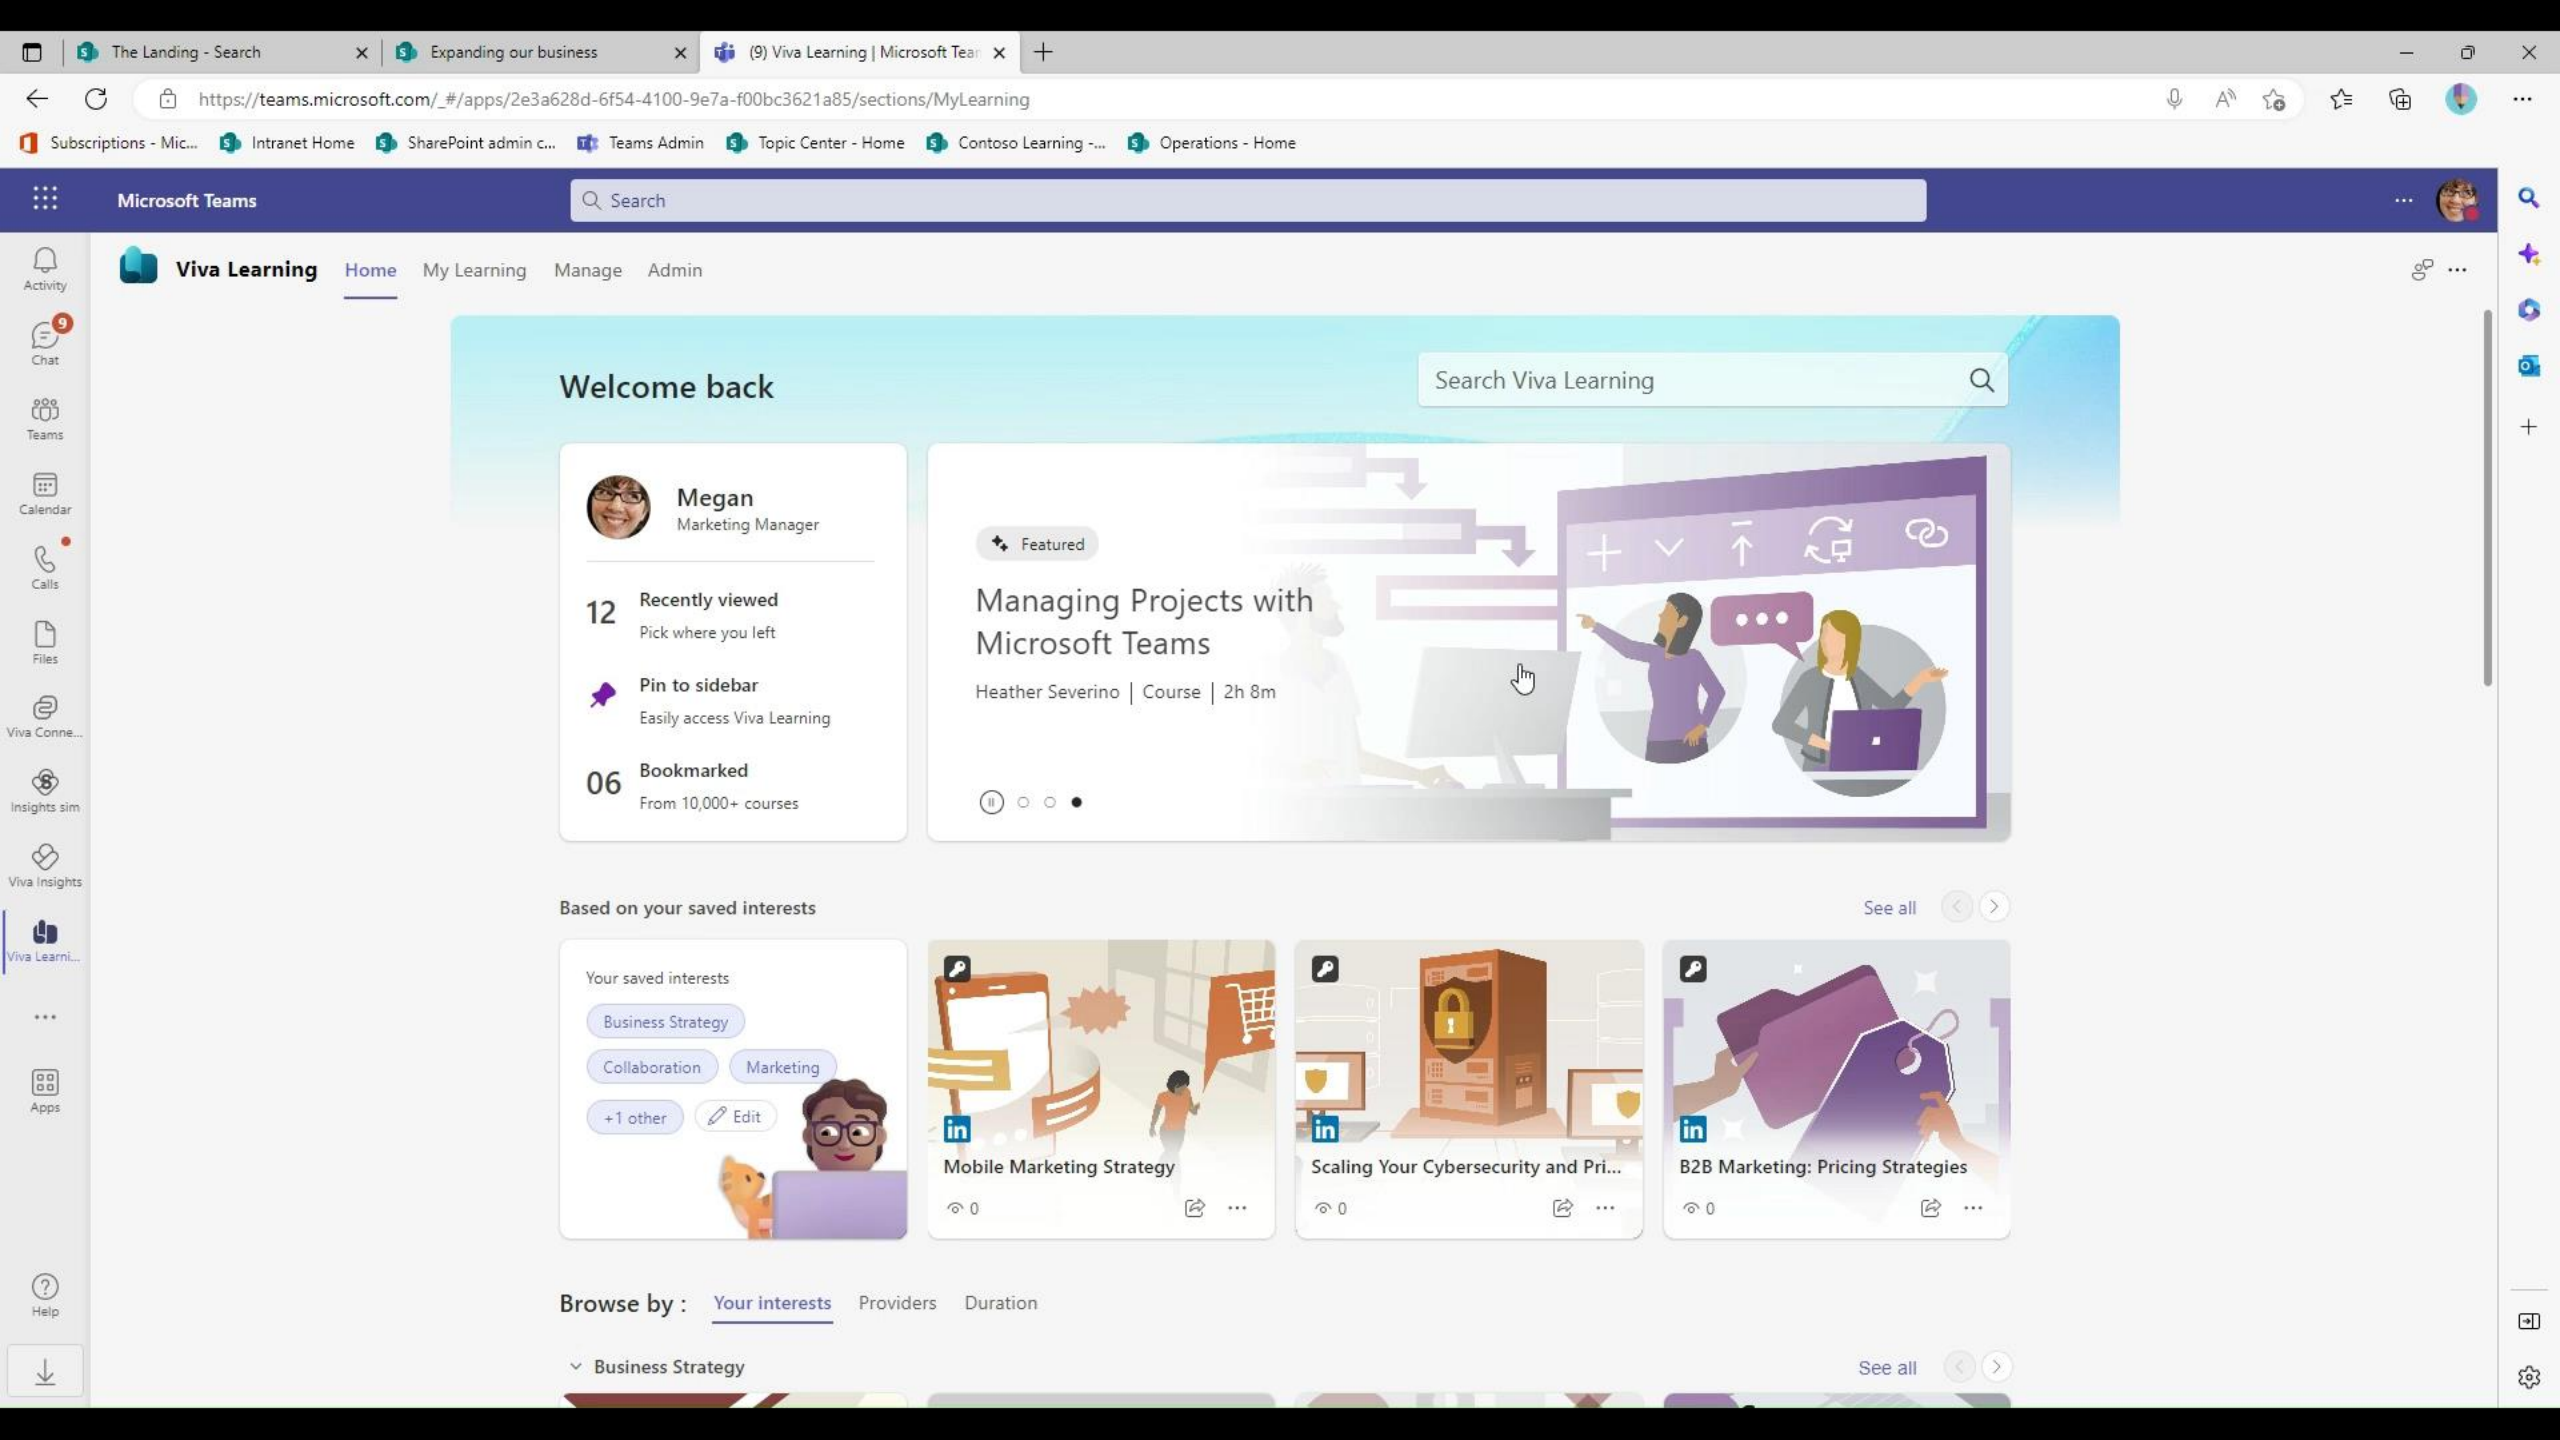 The Landing - Search
Expanding our business
(9) Viva Learning | Microsoft Tea
https://teams.microsoft.com/_#/apps/2e3a628d-6f54-4100-9e7a-f00bc3621a85/sections/MyLearning
Subscriptions - Mic...
Intranet Home
SharePoint admin c...
Teams Admin
Topic Center - Home
Contoso Learning -...
Operations - Home
Microsoft Teams
Search
Activity
9
Chat
Teams
Calendar
Calls
Files
Viva Conne...
Insights sim
Viva Insights
Viva Learni...
Apps
Help
Viva Learning
Home
My Learning
Manage
Admin
Welcome back
Search Viva Learning
Megan
Marketing Manager
12
Recently viewed
Pick where you left
Pin to sidebar
Easily access Viva Learning
06
Bookmarked
From 10,000+ courses
Featured
Managing Projects with
Microsoft Teams
Heather Severino | Course | 2h 8m
Based on your saved interests
See all
Your saved interests
Business Strategy
Collaboration
Marketing
+1 other
Edit
in
Mobile Marketing Strategy
0
in
Scaling Your Cybersecurity and Pri...
0
in
B2B Marketing: Pricing Strategies
0
Browse by :
Your interests
Providers
Duration
Business Strategy
See all